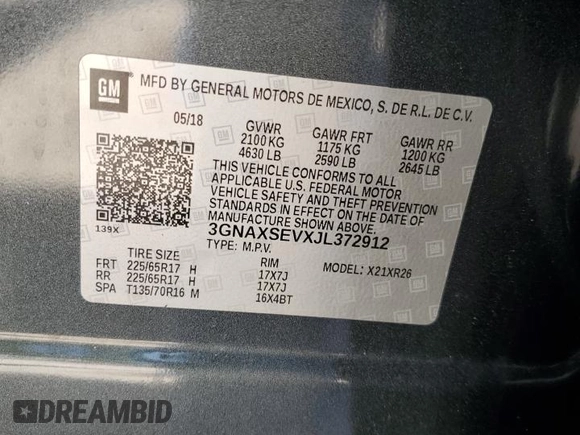 GM
MFD BY GENERAL MOTORS DE MEXICO, S. DE R.L. DE C.V.
05/18 GVWR GAWR FRT GAWR RR
2100 KG 1175 KG 1200 KG
4630 LB 2590 LB 2645 LB
THIS VEHICLE CONFORMS TO ALL
APPLICABLE U.S. FEDERAL MOTOR
VEHICLE SAFETY AND THEFT PREVENTION
STANDARDS IN EFFECT ON THE DATE OF
MANUFACTURE SHOWN ABOVE.
139X
3GNAXSEVXJL372912
TYPE: M.P.V.
TIRE SIZE RIM MODEL: X21XR26
FRT 225/65R17 H 17X7J
RR 225/65R17 H 17X7J
SPA T135/70R16 M 16X4BT
DREAMBID